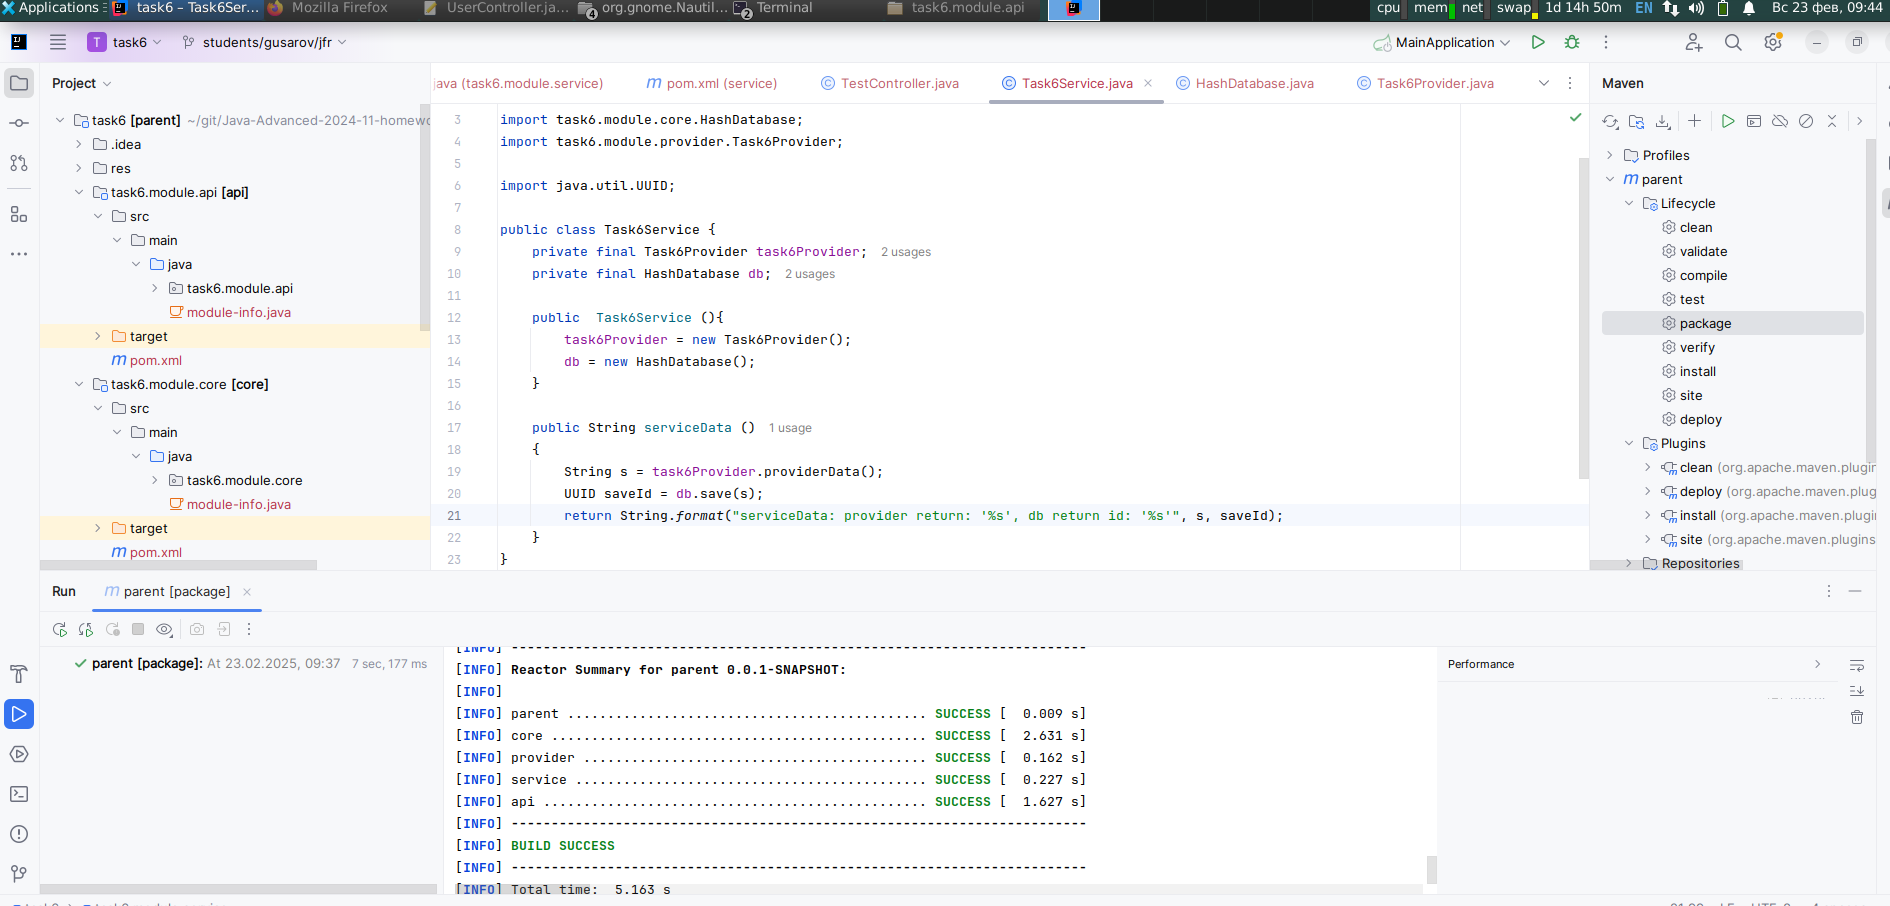 Applications task6 – Task6Ser... Mozilla Firefox UserController.ja... org.gnome.Nautil... 4 Terminal 2 task6.module.api cpu mem net swap 1d 14h 50m EN Вс 23 фев, 09:44
T task6 students/gusarov/jfr MainApplication
Project
java (task6.module.service) pom.xml (service) TestController.java Task6Service.java HashDatabase.java Task6Provider.java
Maven
task6 [parent] ~/git/Java-Advanced-2024-11-homewo
.idea
res
task6.module.api [api]
src
main
java
task6.module.api
module-info.java
target
pom.xml
task6.module.core [core]
src
main
java
task6.module.core
module-info.java
target
pom.xml
3 import task6.module.core.HashDatabase;
4 import task6.module.provider.Task6Provider;
5
6 import java.util.UUID;
7
8 public class Task6Service {
9 private final Task6Provider task6Provider; 2 usages
10 private final HashDatabase db; 2 usages
11
12 public  Task6Service (){
13 task6Provider = new Task6Provider();
14 db = new HashDatabase();
15 }
16
17 public String serviceData () 1 usage
18 {
19 String s = task6Provider.providerData();
20 UUID saveId = db.save(s);
21 return String.format("serviceData: provider return: '%s', db return id: '%s'", s, saveId);
22 }
23 }
Profiles
parent
Lifecycle
clean
validate
compile
test
package
verify
install
site
deploy
Plugins
clean (org.apache.maven.plugin
deploy (org.apache.maven.plug
install (org.apache.maven.plugi
site (org.apache.maven.plugins
Repositories
Run parent [package]
parent [package]: At 23.02.2025, 09:37 7 sec, 177 ms
[INFO] ------------------------------------------------------------------------
[INFO] Reactor Summary for parent 0.0.1-SNAPSHOT:
[INFO]
[INFO] parent ............................................. SUCCESS [  0.009 s]
[INFO] core ............................................... SUCCESS [  2.631 s]
[INFO] provider ........................................... SUCCESS [  0.162 s]
[INFO] service ............................................ SUCCESS [  0.227 s]
[INFO] api ................................................ SUCCESS [  1.627 s]
[INFO] ------------------------------------------------------------------------
[INFO] BUILD SUCCESS
[INFO] ------------------------------------------------------------------------
[INFO] Total time:  5.163 s
Performance